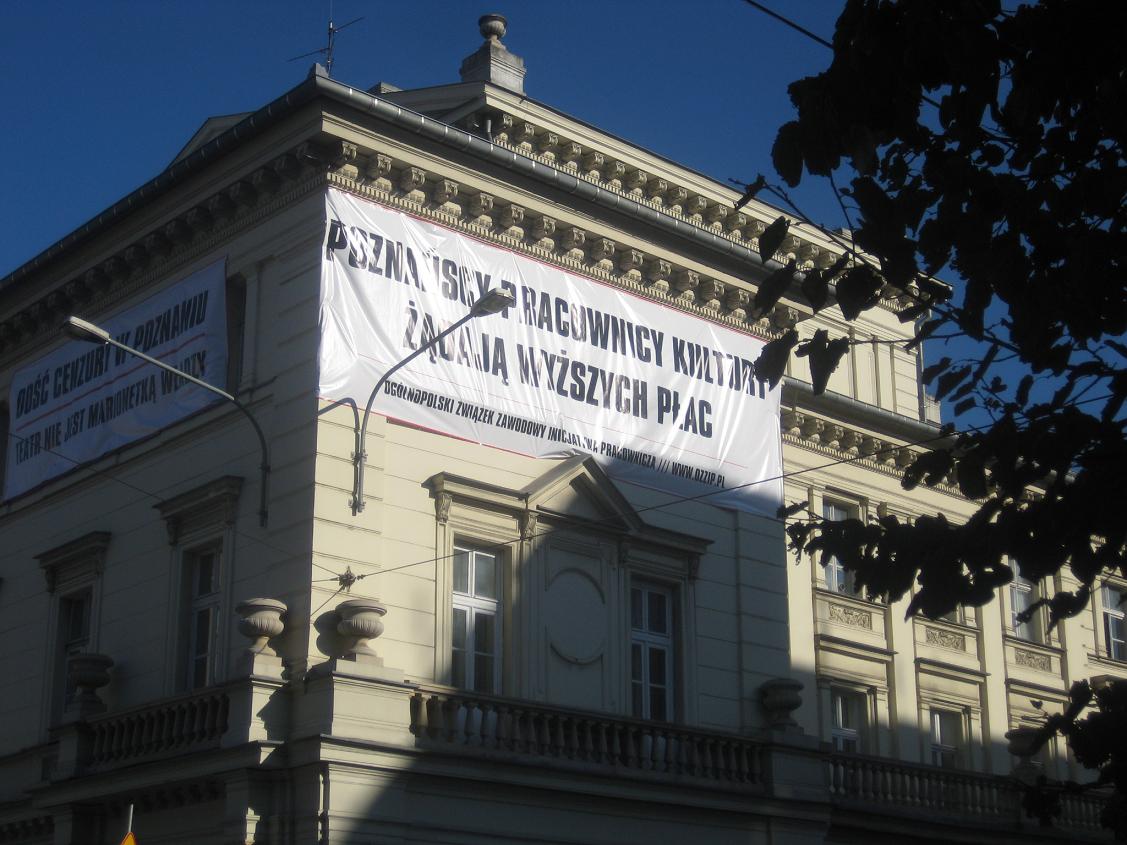 DOŚĆ CENZURY W POZNANIU
TEATR NIE JEST MARIONETKĄ WŁADZY
POZNAŃSCY PRACOWNICY KULTURY
ŻĄDAJĄ WYŻSZYCH PŁAC
OGÓLNOPOLSKI ZWIĄZEK ZAWODOWY INICJATYWA PRACOWNICZA /// WWW.OZZIP.PL